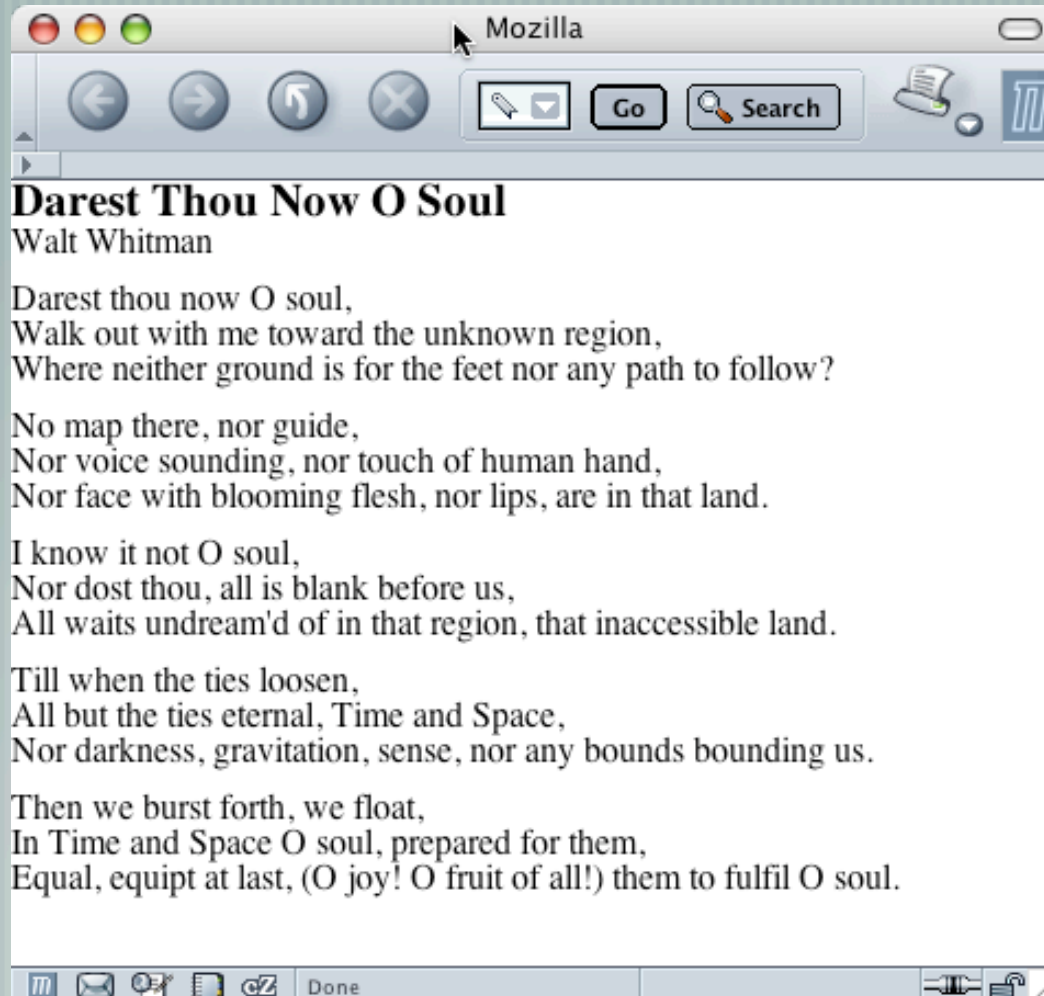 Mozilla
Go
Search
Darest Thou Now O Soul
Walt Whitman
Darest thou now O soul,
Walk out with me toward the unknown region,
Where neither ground is for the feet nor any path to follow?
No map there, nor guide,
Nor voice sounding, nor touch of human hand,
Nor face with blooming flesh, nor lips, are in that land.
I know it not O soul,
Nor dost thou, all is blank before us,
All waits undream'd of in that region, that inaccessible land.
Till when the ties loosen,
All but the ties eternal, Time and Space,
Nor darkness, gravitation, sense, nor any bounds bounding us.
Then we burst forth, we float,
In Time and Space O soul, prepared for them,
Equal, equipt at last, (O joy! O fruit of all!) them to fulfil O soul.
Done